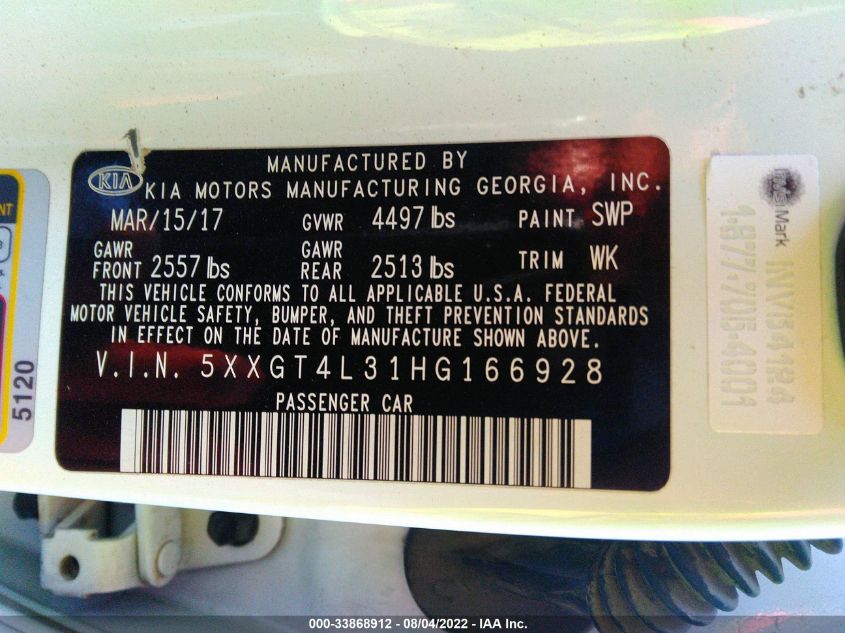 MANUFACTURED BY
KIA KIA MOTORS MANUFACTURING GEORGIA, INC.
MAR/15/17 GVWR 4497 lbs PAINT SWP
GAWR FRONT 2557 lbs GAWR REAR 2513 lbs TRIM WK
THIS VEHICLE CONFORMS TO ALL APPLICABLE U.S.A. FEDERAL
MOTOR VEHICLE SAFETY, BUMPER, AND THEFT PREVENTION STANDARDS
IN EFFECT ON THE DATE OF MANUFACTURE SHOWN ABOVE.
V.I.N. 5XXGT4L31HG166928
PASSENGER CAR
5120
Mark
1.877.705.4001
000-33868912 - 08/04/2022 - IAA Inc.